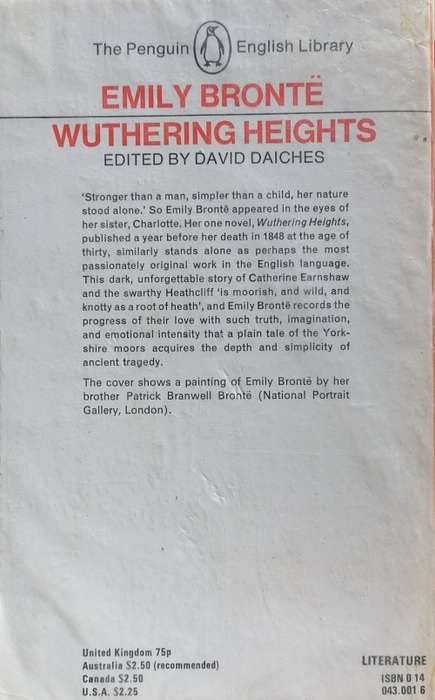 The Penguin English Library
EMILY BRONTË
WUTHERING HEIGHTS
EDITED BY DAVID DAICHES
'Stronger than a man, simpler than a child, her nature
stood alone.' So Emily Brontë appeared in the eyes of
her sister, Charlotte. Her one novel, Wuthering Heights,
published a year before her death in 1848 at the age of
thirty, similarly stands alone as perhaps the most
passionately original work in the English language.
This dark, unforgettable story of Catherine Earnshaw
and the swarthy Heathcliff 'is moorish, and wild, and
knotty as a root of heath', and Emily Brontë records the
progress of their love with such truth, imagination,
and emotional intensity that a plain tale of the York-
shire moors acquires the depth and simplicity of
ancient tragedy.
The cover shows a painting of Emily Brontë by her
brother Patrick Branwell Brontë (National Portrait
Gallery, London).
United Kingdom 75p
Australia $2.50 (recommended)
Canada $2.50
U.S.A. $2.25
LITERATURE
ISBN 0 14
043.001 6